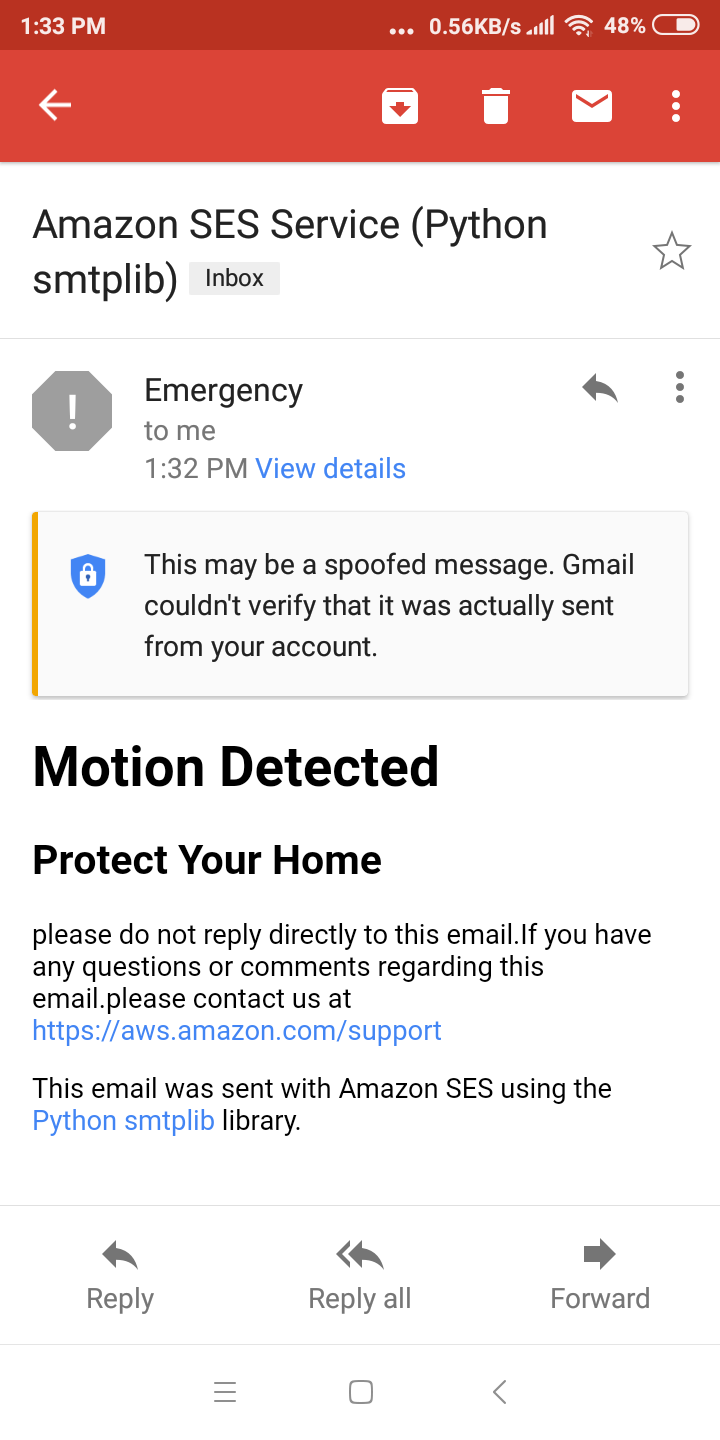 1:33 PM ... 0.56KB/s 48%
Amazon SES Service (Python
smtplib) Inbox
Emergency
to me
1:32 PM View details
This may be a spoofed message. Gmail
couldn't verify that it was actually sent
from your account.
Motion Detected
Protect Your Home
please do not reply directly to this email.If you have
any questions or comments regarding this
email.please contact us at
https://aws.amazon.com/support
This email was sent with Amazon SES using the
Python smtplib library.
Reply Reply all Forward